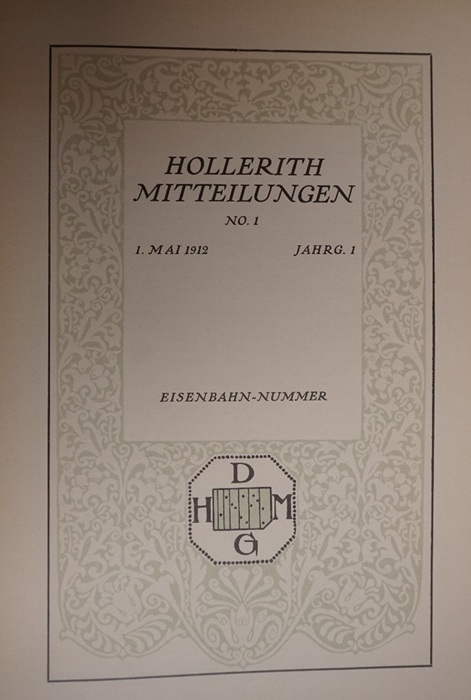 HOLLERITH
MITTEILUNGEN
NO. 1
1. MAI 1912 JAHRG. 1
EISENBAHN-NUMMER
D
H M
G